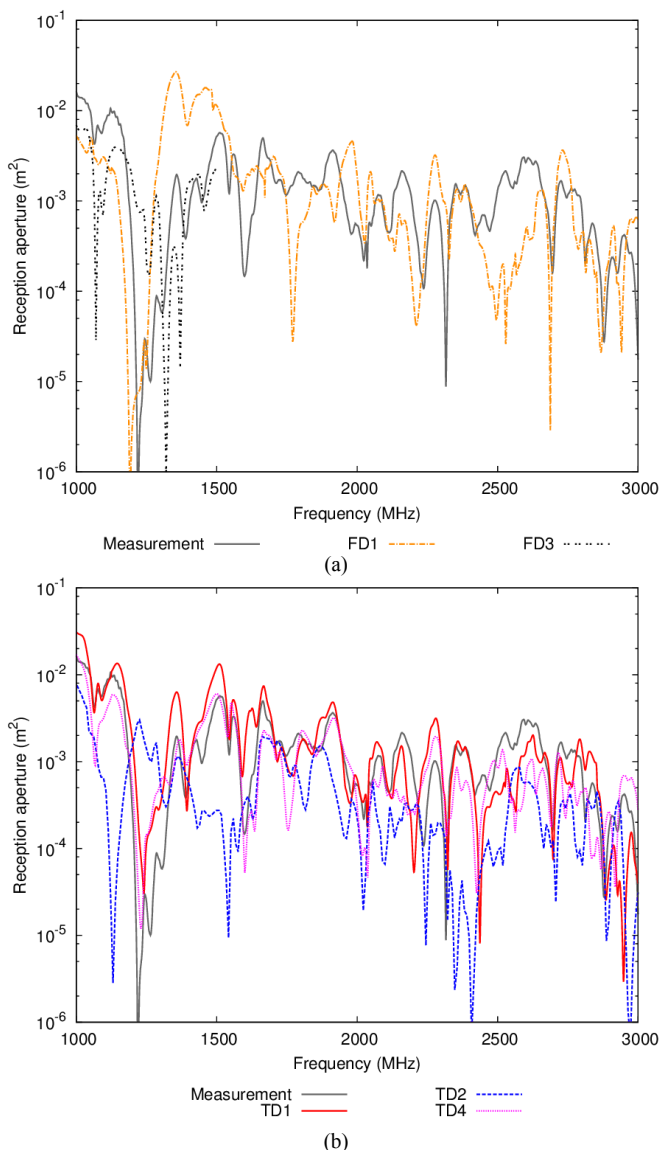 10^-1
10^-2
10^-3
10^-4
10^-5
10^-6
Reception aperture (m²)
1000 1500 2000 2500 3000
Frequency (MHz)
Measurement FD1 FD3
(a)
10^-1
10^-2
10^-3
10^-4
10^-5
10^-6
Reception aperture (m²)
1000 1500 2000 2500 3000
Frequency (MHz)
Measurement TD2
TD1 TD4
(b)